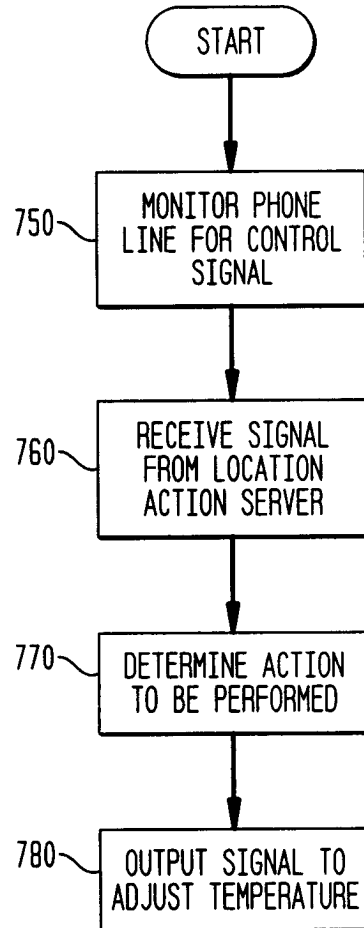 START
750
MONITOR PHONE
LINE FOR CONTROL
SIGNAL
760
RECEIVE SIGNAL
FROM LOCATION
ACTION SERVER
770
DETERMINE ACTION
TO BE PERFORMED
780
OUTPUT SIGNAL TO
ADJUST TEMPERATURE